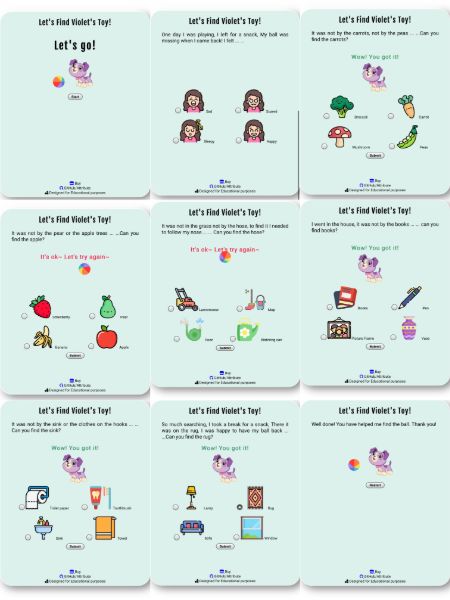 Let's Find Violet's Toy!
Let's go!
Start
Buy
GitHub/Attribute
Designed for Educational purposes
Let's Find Violet's Toy!
One day I was playing, I left for a snack, My ball was missing when I came back! I felt ... ...
Sad
Scared
Sleepy
Happy
Buy
GitHub/Attribute
Designed for Educational purposes
Let's Find Violet's Toy!
It was not by the carrots, not by the peas ... ...Can you
find the carrots?
Wow! You got it!
Broccoli
Carrot
Mushroom
Peas
Submit
Buy
GitHub/Attribute
Designed for Educational purposes
Let's Find Violet's Toy!
It was not by the pear or the apple trees ... ...Can you
find the apple?
It's ok~ Let's try again~
Strawberry
Pear
Banana
Apple
Submit
Buy
GitHub/Attribute
Designed for Educational purposes
Let's Find Violet's Toy!
It was not in the grass not by the hose, to find it I needed
to follow my nose ... ... Can you find the hose?
It's ok~ Let's try again~
Lawnmower
Mop
Hose
Watering can
Submit
Buy
GitHub/Attribute
Designed for Educational purposes
Let's Find Violet's Toy!
I went in the house, it was not by the books ... ... can you
find books?
Wow! You got it!
Books
Pen
Picture frame
Vase
Submit
Buy
GitHub/Attribute
Designed for Educational purposes
Let's Find Violet's Toy!
It was not by the sink or the clothes on the hooks ... ...
Can you find the sink?
Wow! You got it!
Toilet paper
Toothbrush
Sink
Towel
Submit
Buy
GitHub/Attribute
Designed for Educational purposes
Let's Find Violet's Toy!
So much searching, I took a break for a snack, There it
was on the rug, I was happy to have my ball back ...
...Can you find the rug?
Wow! You got it!
Lamp
Rug
Sofa
Window
Submit
Buy
GitHub/Attribute
Designed for Educational purposes
Let's Find Violet's Toy!
Well done! You have helped me find the ball. Thank you!
Restart
Buy
GitHub/Attribute
Designed for Educational purposes